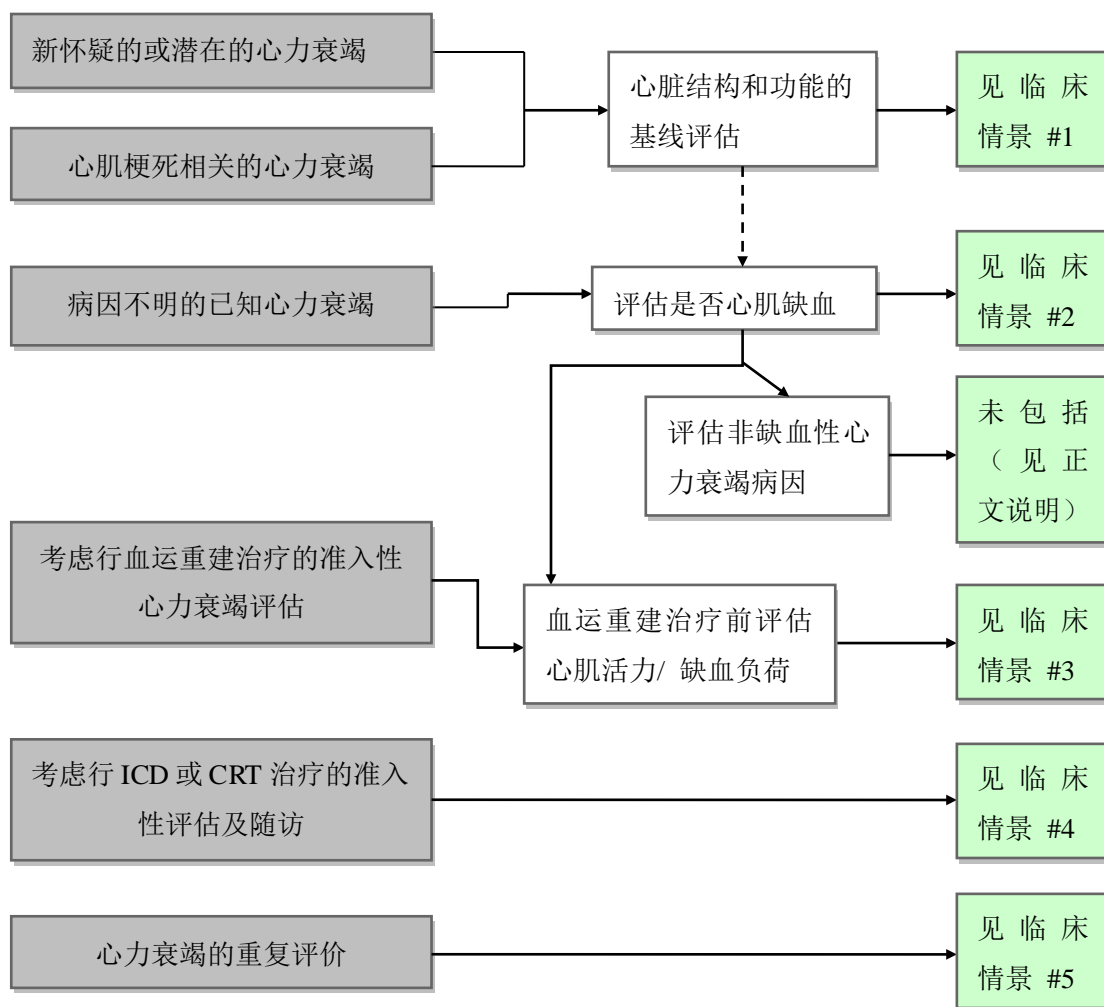 新怀疑的或潜在的心力衰竭
心脏结构和功能的
基线评估
见临床
情景 #1
心肌梗死相关的心力衰竭
病因不明的已知心力衰竭
评估是否心肌缺血
见临床
情景 #2
评估非缺血性心
力衰竭病因
未包括
（见正
文说明）
考虑行血运重建治疗的准入性
心力衰竭评估
血运重建治疗前评估
心肌活力/ 缺血负荷
见临床
情景 #3
考虑行 ICD 或 CRT 治疗的准入
性评估及随访
见临床
情景 #4
心力衰竭的重复评价
见临床
情景 #5